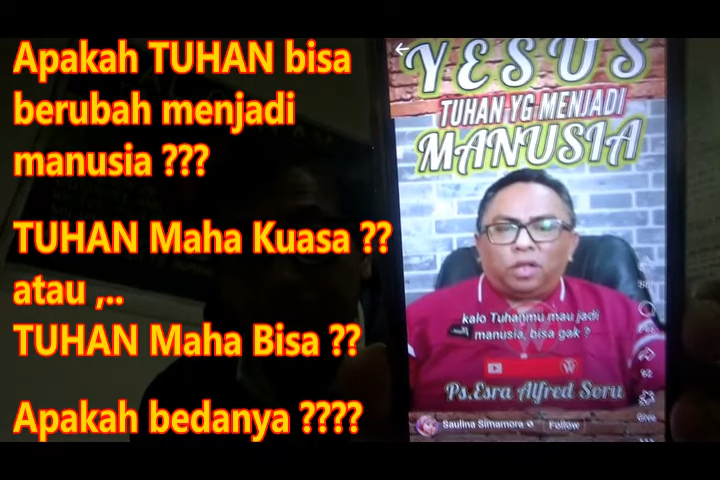 Apakah TUHAN bisa
berubah menjadi
manusia ???
TUHAN Maha Kuasa ??
atau ,..
TUHAN Maha Bisa ??
Apakah bedanya ????
YESUS
TUHAN YG MENJADI
MANUSIA
kalo Tuhanmu mau jadi
manusia, bisa gak ?
Ps.Esra Alfred Soru
Saulina Simamora
Follow